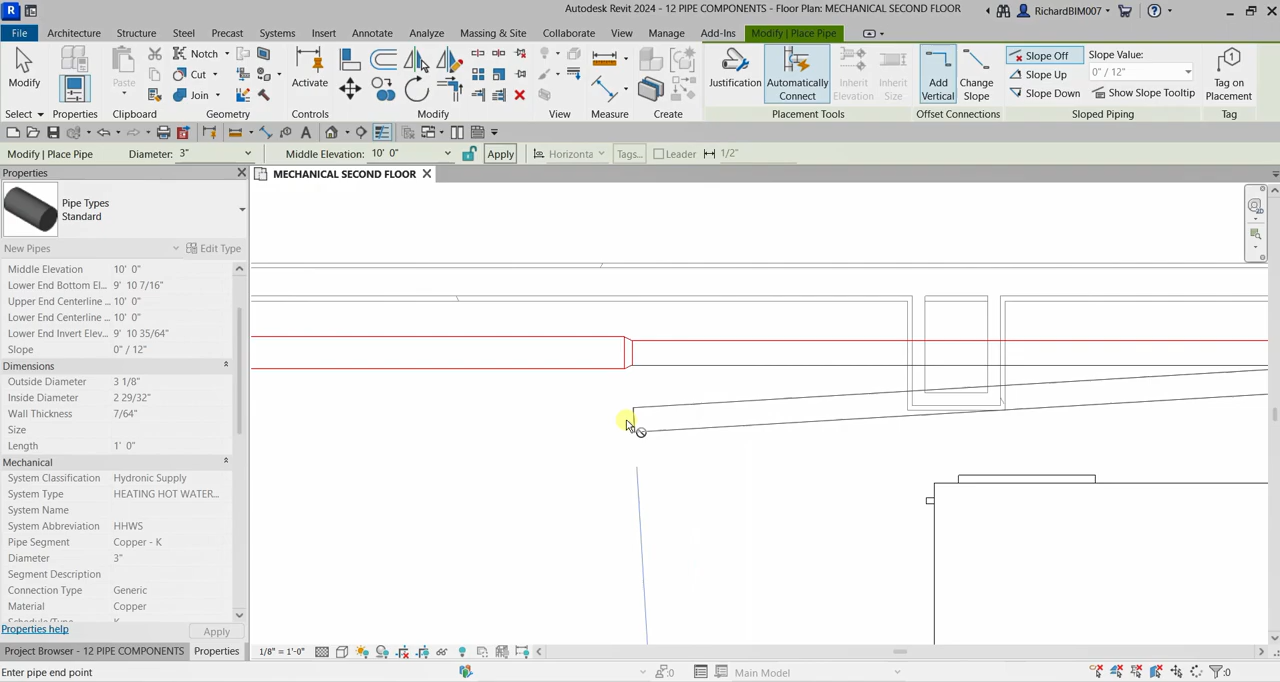 Autodesk Revit 2024 - 12 PIPE COMPONENTS - Floor Plan: MECHANICAL SECOND FLOOR
RichardBIM007
File Architecture Structure Steel Precast Systems Insert Annotate Analyze Massing & Site Collaborate View Manage Add-Ins Modify | Place Pipe
Modify Paste Notch Cut Join Activate Justification Automatically Connect Inherit Elevation Inherit Size Add Vertical Change Slope Slope Off Slope Up Slope Down Slope Value: 0" / 12" Show Slope Tooltip Tag on Placement
Select Properties Clipboard Geometry Controls Modify View Measure Create Placement Tools Offset Connections Sloped Piping Tag
Modify | Place Pipe Diameter: 3" Middle Elevation: 10' 0" Apply Horizonta Tags... Leader 1/2"
Properties
MECHANICAL SECOND FLOOR
Pipe Types
Standard
New Pipes Edit Type
Middle Elevation 10' 0"
Lower End Bottom El... 9' 10 7/16"
Upper End Centerline ... 10' 0"
Lower End Centerline ... 10' 0"
Lower End Invert Elev... 9' 10 35/64"
Slope 0" / 12"
Dimensions
Outside Diameter 3 1/8"
Inside Diameter 2 29/32"
Wall Thickness 7/64"
Size
Length 1' 0"
Mechanical
System Classification Hydronic Supply
System Type HEATING HOT WATER...
System Name
System Abbreviation HHWS
Pipe Segment Copper - K
Diameter 3"
Segment Description
Connection Type Generic
Material Copper
Schedule/Type K
Properties help Apply
Project Browser - 12 PIPE COMPONENTS Properties 1/8" = 1'-0"
Enter pipe end point :0 Main Model :0